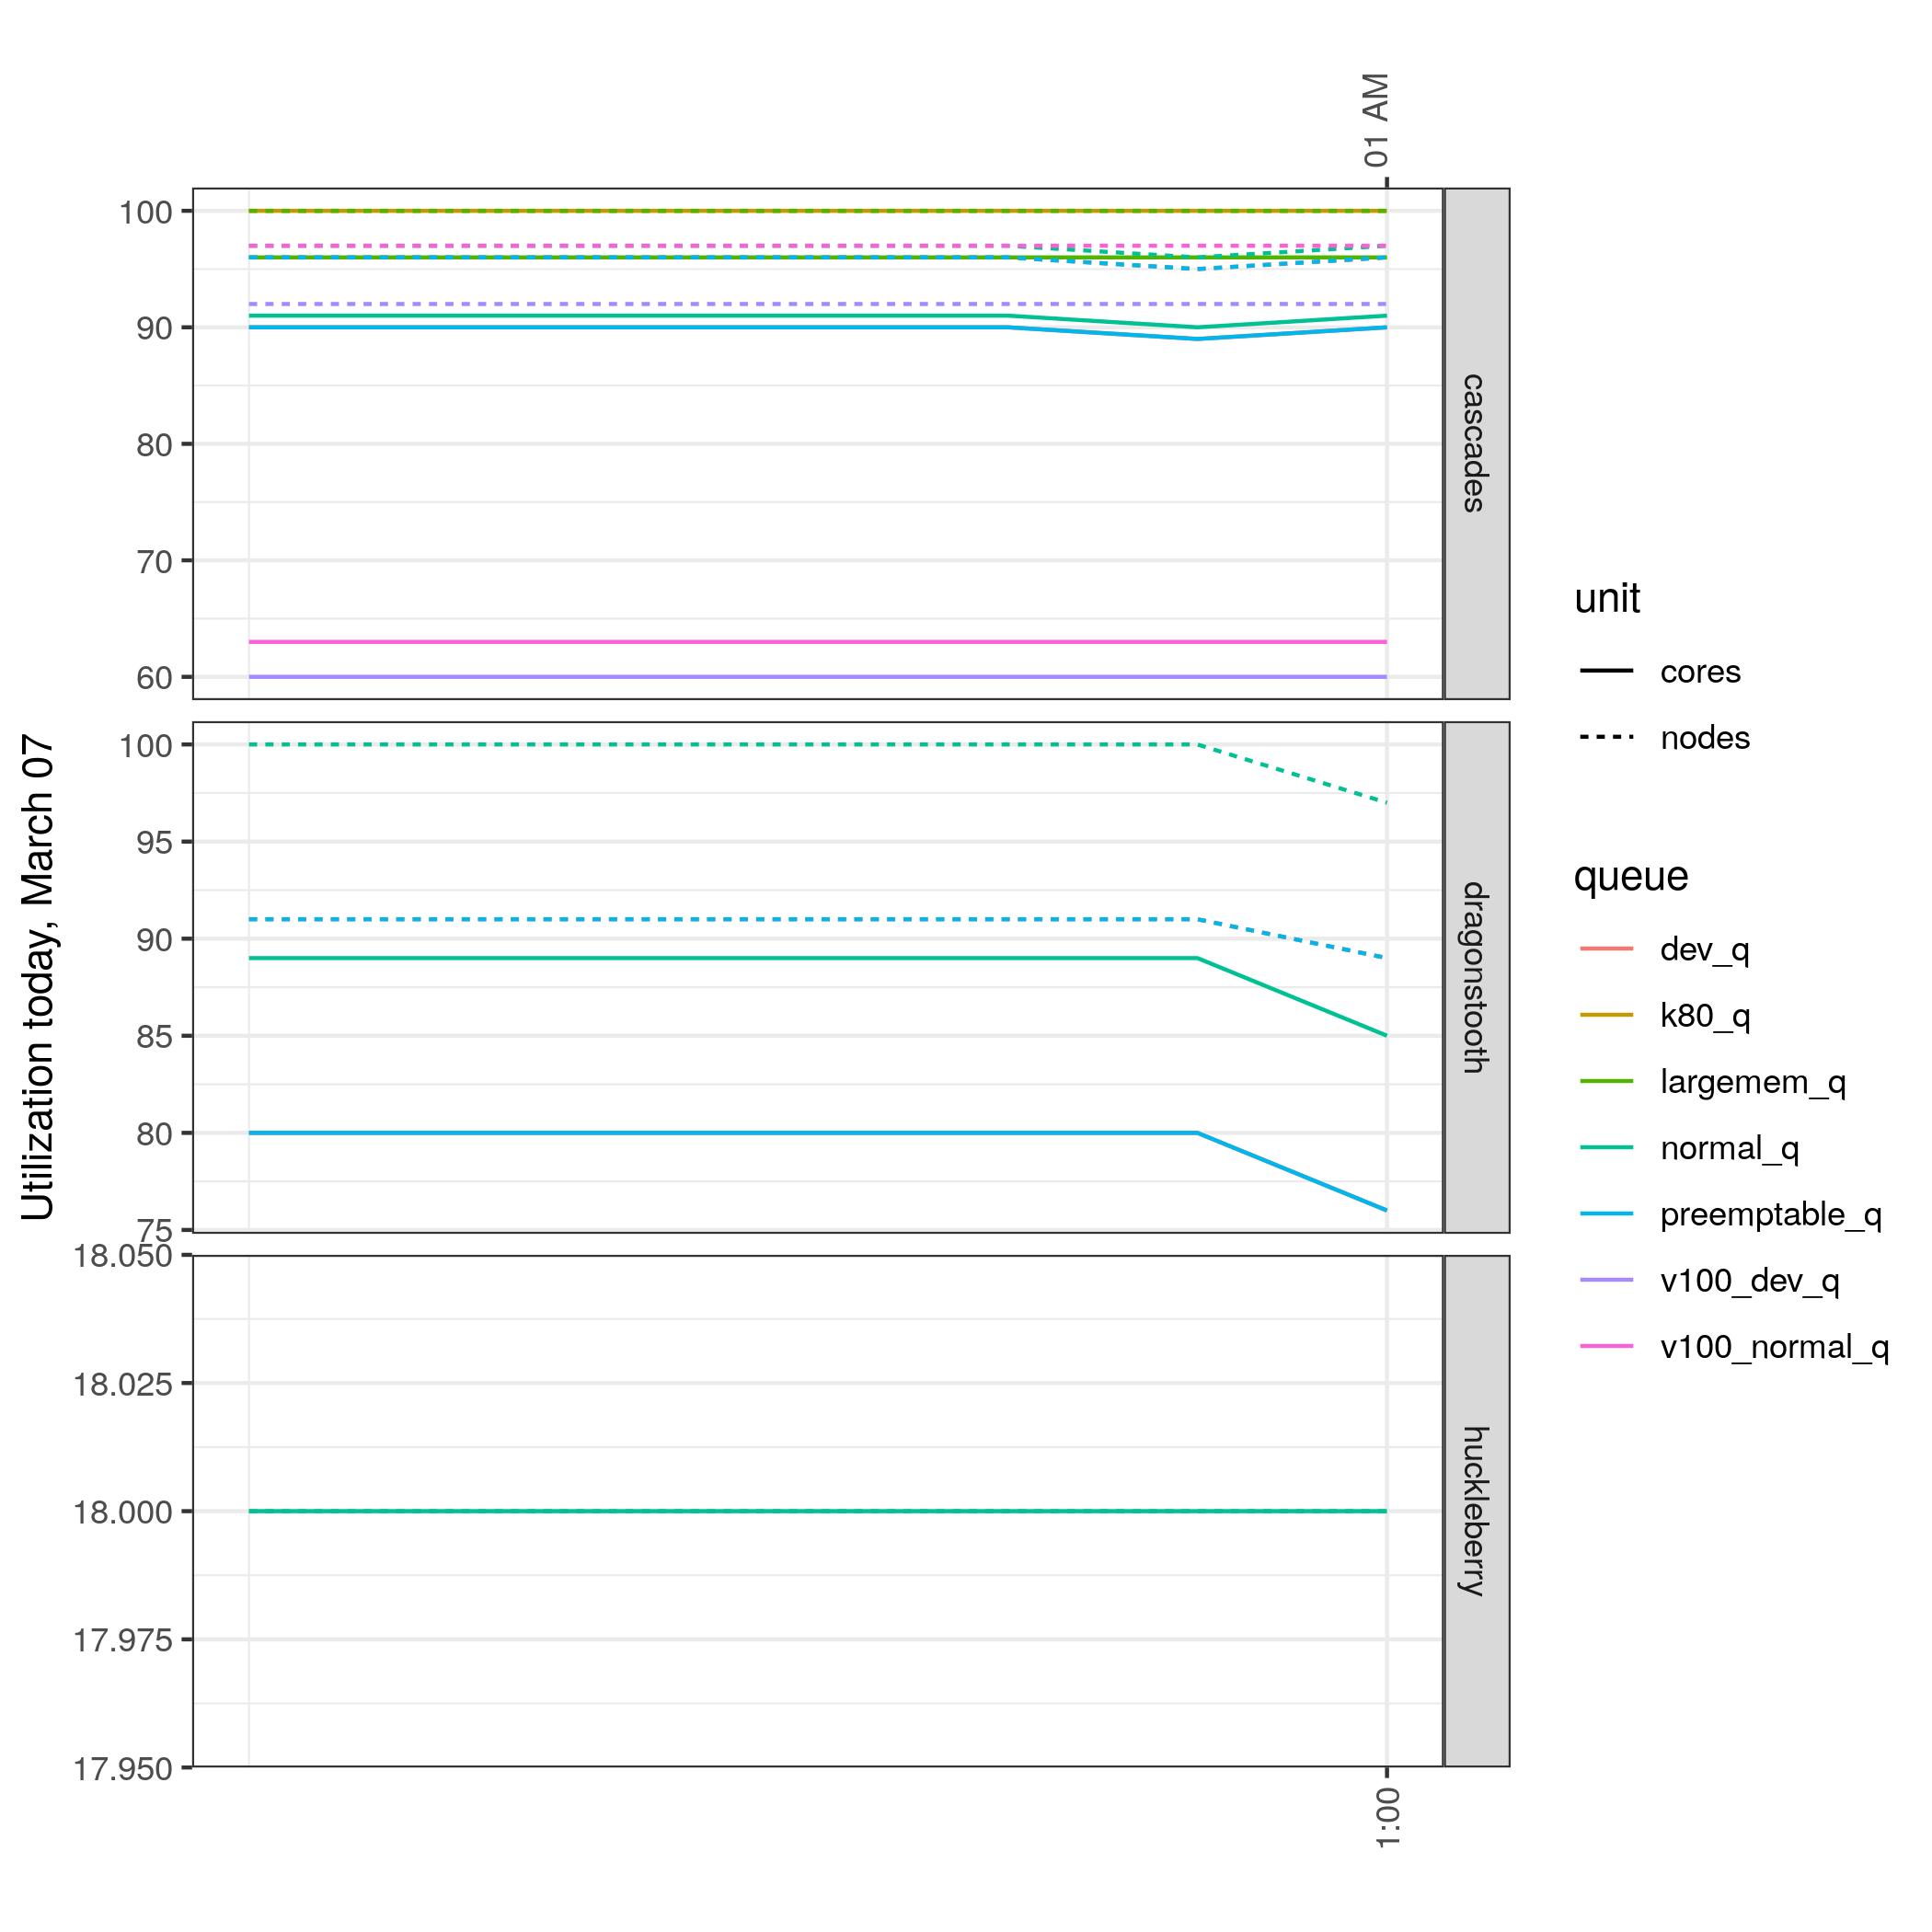 01 AM
Utilization today, March 07
100
90
80
70
60
cascades
100
95
90
85
80
75
dragonstooth
18.050
18.025
18.000
17.975
17.950
huckleberry
1:00
unit
cores
nodes
queue
dev_q
k80_q
largemem_q
normal_q
preemptable_q
v100_dev_q
v100_normal_q